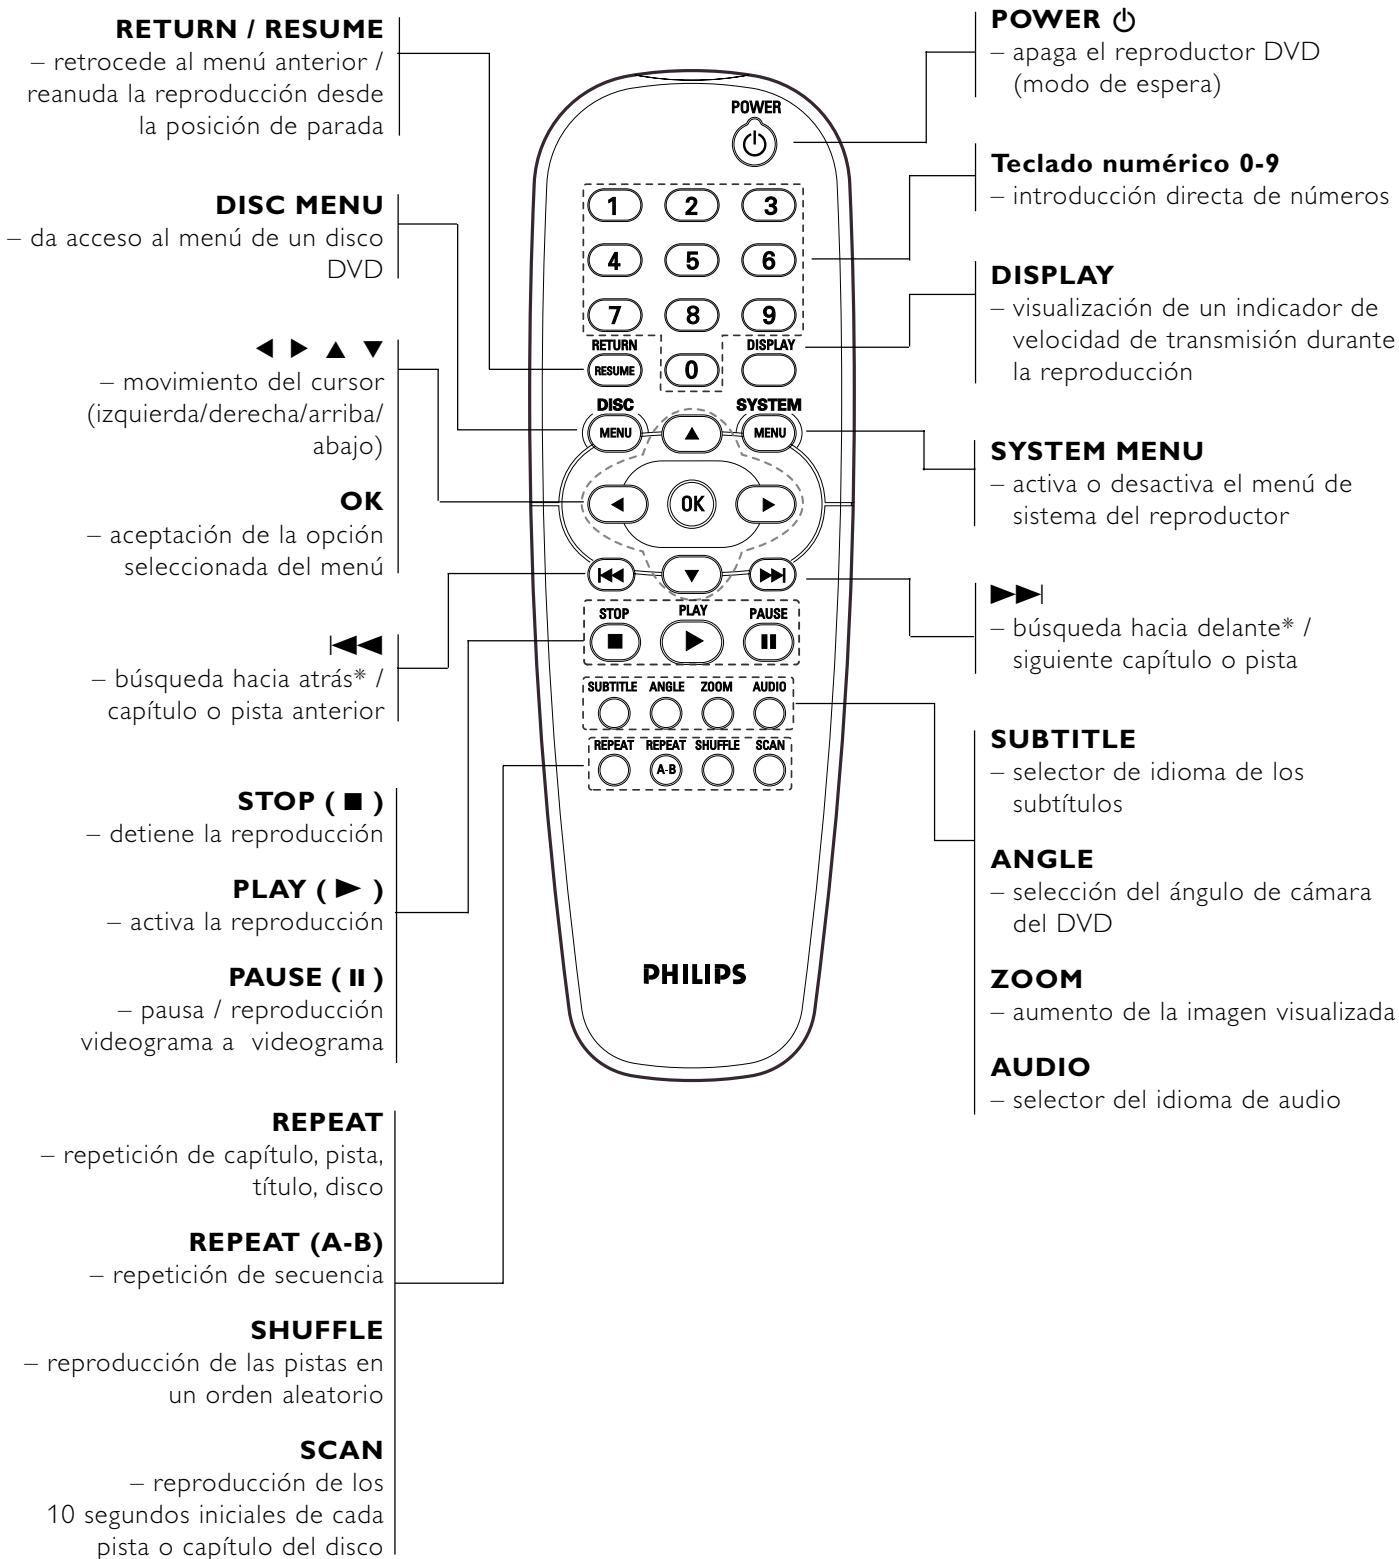 RETURN / RESUME
– retrocede al menú anterior /
reanuda la reproducción desde
la posición de parada
DISC MENU
– da acceso al menú de un disco
DVD
◀ ▶ ▲ ▼
– movimiento del cursor
(izquierda/derecha/arriba/
abajo)
OK
– aceptación de la opción
seleccionada del menú
|◀◀
– búsqueda hacia atrás* /
capítulo o pista anterior
STOP ( ■ )
– detiene la reproducción
PLAY ( ▶ )
– activa la reproducción
PAUSE ( II )
– pausa / reproducción
videograma a videograma
REPEAT
– repetición de capítulo, pista,
título, disco
REPEAT (A-B)
– repetición de secuencia
SHUFFLE
– reproducción de las pistas en
un orden aleatorio
SCAN
– reproducción de los
10 segundos iniciales de cada
pista o capítulo del disco
POWER
1 2 3
4 5 6
7 8 9
RETURN DISPLAY
RESUME 0
DISC SYSTEM
MENU ▲ MENU
◀ OK ▶
|◀◀ ▼ ▶▶|
STOP PLAY PAUSE
■ ▶ II
SUBTITLE ANGLE ZOOM AUDIO
REPEAT REPEAT SHUFFLE SCAN
A-B
PHILIPS
POWER ⏻
– apaga el reproductor DVD
(modo de espera)
Teclado numérico 0-9
– introducción directa de números
DISPLAY
– visualización de un indicador de
velocidad de transmisión durante
la reproducción
SYSTEM MENU
– activa o desactiva el menú de
sistema del reproductor
▶▶|
– búsqueda hacia delante* /
siguiente capítulo o pista
SUBTITLE
– selector de idioma de los
subtítulos
ANGLE
– selección del ángulo de cámara
del DVD
ZOOM
– aumento de la imagen visualizada
AUDIO
– selector del idioma de audio